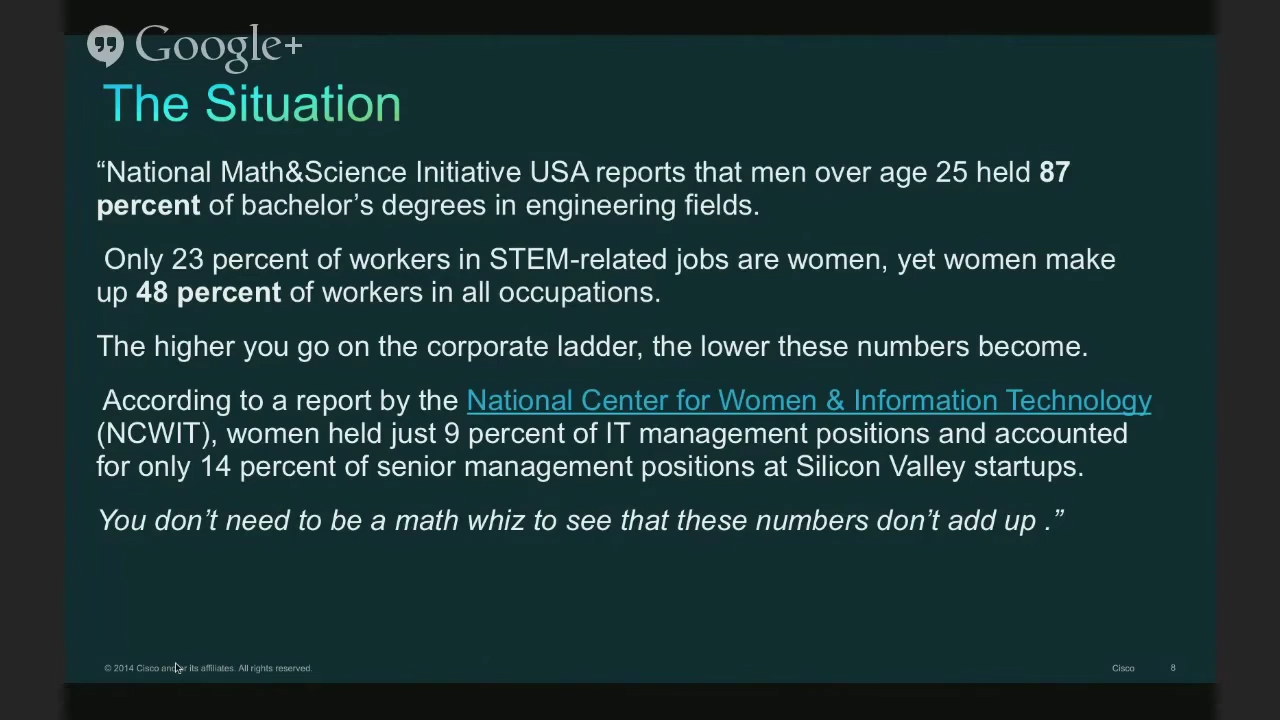 Google+
The Situation
“National Math&Science Initiative USA reports that men over age 25 held 87
percent of bachelor’s degrees in engineering fields.
Only 23 percent of workers in STEM-related jobs are women, yet women make
up 48 percent of workers in all occupations.
The higher you go on the corporate ladder, the lower these numbers become.
According to a report by the National Center for Women & Information Technology
(NCWIT), women held just 9 percent of IT management positions and accounted
for only 14 percent of senior management positions at Silicon Valley startups.
You don’t need to be a math whiz to see that these numbers don’t add up .”
© 2014 Cisco and/or its affiliates. All rights reserved.
Cisco
8